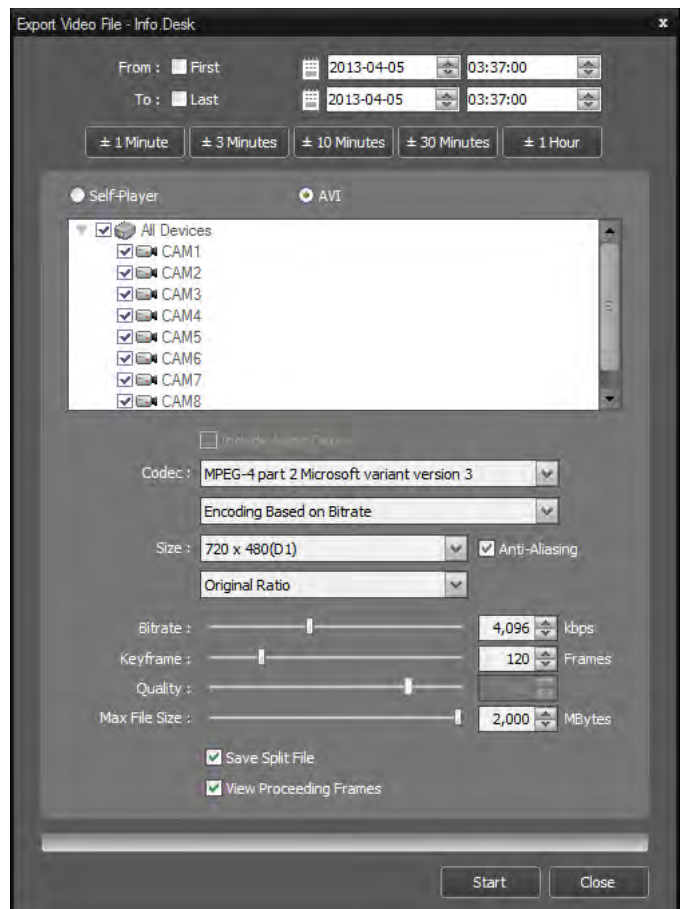 Export Video File - Info.Desk x
From : First 2013-04-05 03:37:00
To : Last 2013-04-05 03:37:00
± 1 Minute ± 3 Minutes ± 10 Minutes ± 30 Minutes ± 1 Hour
Self-Player AVI
All Devices
CAM1
CAM2
CAM3
CAM4
CAM5
CAM6
CAM7
CAM8
Include
Codec : MPEG-4 part 2 Microsoft variant version 3
Encoding Based on Bitrate
Size : 720 x 480(D1) Anti-Aliasing
Original Ratio
Bitrate : 4,096 kbps
Keyframe : 120 Frames
Quality :
Max File Size : 2,000 MBytes
Save Split File
View Proceeding Frames
Start Close